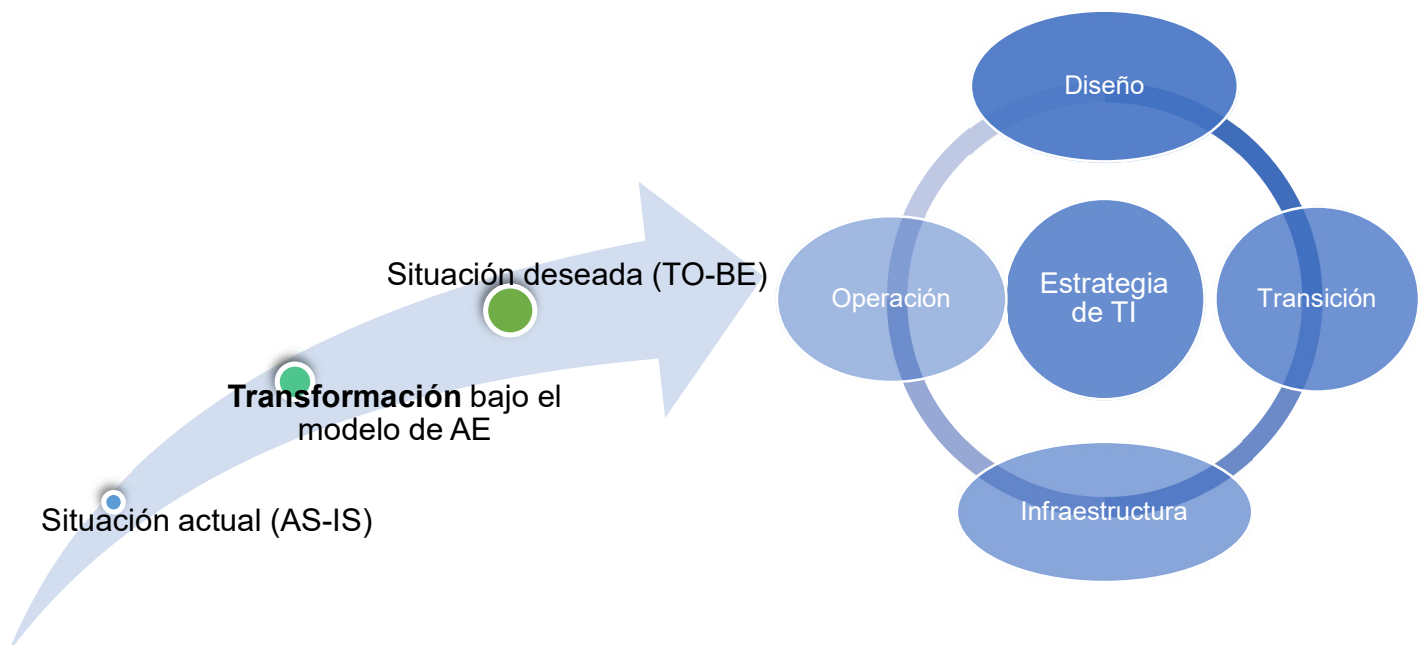 Situación actual (AS-IS)
Transformación bajo el
modelo de AE
Situación deseada (TO-BE)
Diseño
Operación
Estrategia
de TI
Transición
Infraestructura